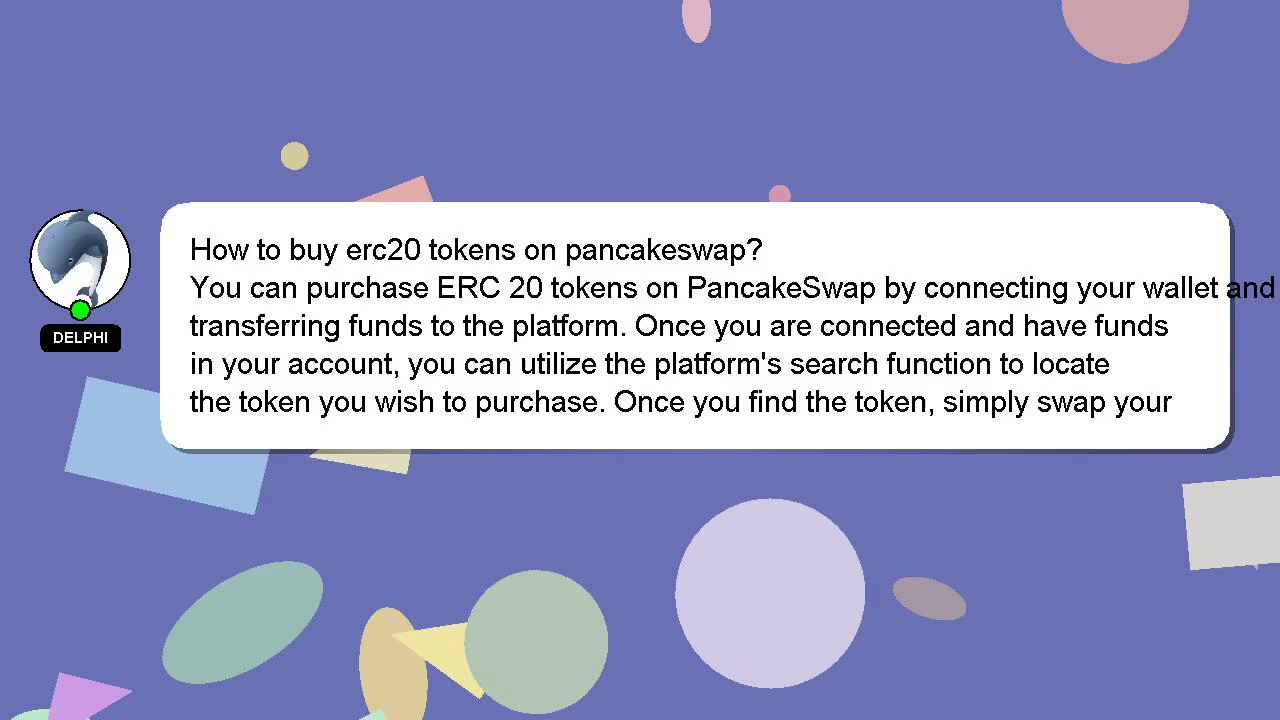 How to buy erc20 tokens on pancakeswap?
You can purchase ERC 20 tokens on PancakeSwap by connecting your wallet and
transferring funds to the platform. Once you are connected and have funds
in your account, you can utilize the platform's search function to locate
the token you wish to purchase. Once you find the token, simply swap your
DELPHI